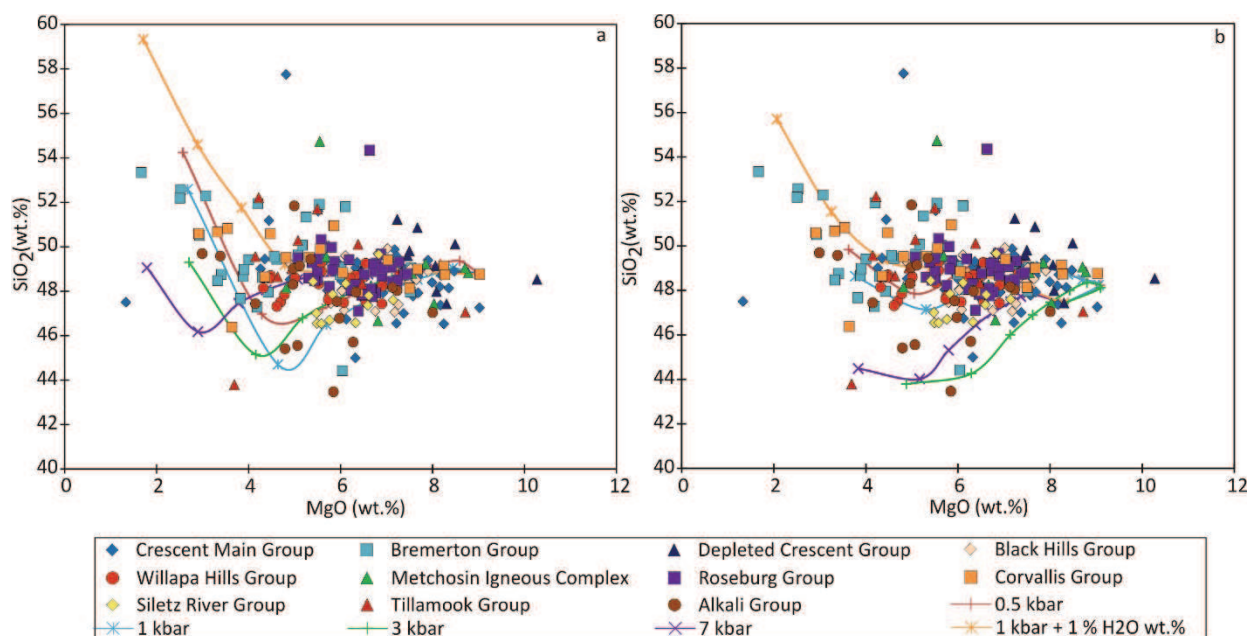 60
58
56
54
52
50
48
46
44
42
40
SiO2(wt.%)
a
0 2 4 6 8 10 12
MgO (wt.%)
60
58
56
54
52
50
48
46
44
42
40
SiO2(wt.%)
b
0 2 4 6 8 10 12
MgO (wt.%)
Crescent Main Group Bremerton Group Depleted Crescent Group Black Hills Group
Willapa Hills Group Metchosin Igneous Complex Roseburg Group Corvallis Group
Siletz River Group Tillamook Group Alkali Group 0.5 kbar
1 kbar 3 kbar 7 kbar 1 kbar + 1 % H2O wt.%